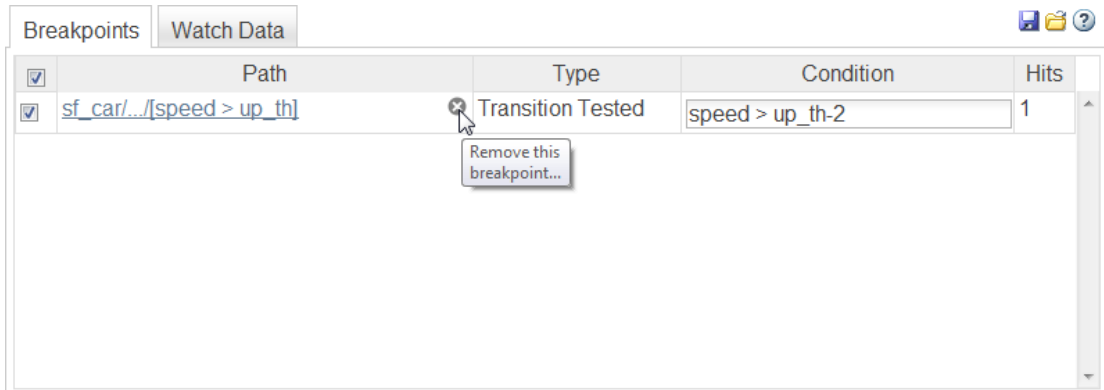 Breakpoints Watch Data
Path Type Condition Hits
sf_car/.../[speed > up_th] Transition Tested speed > up_th-2 1
Remove this
breakpoint...